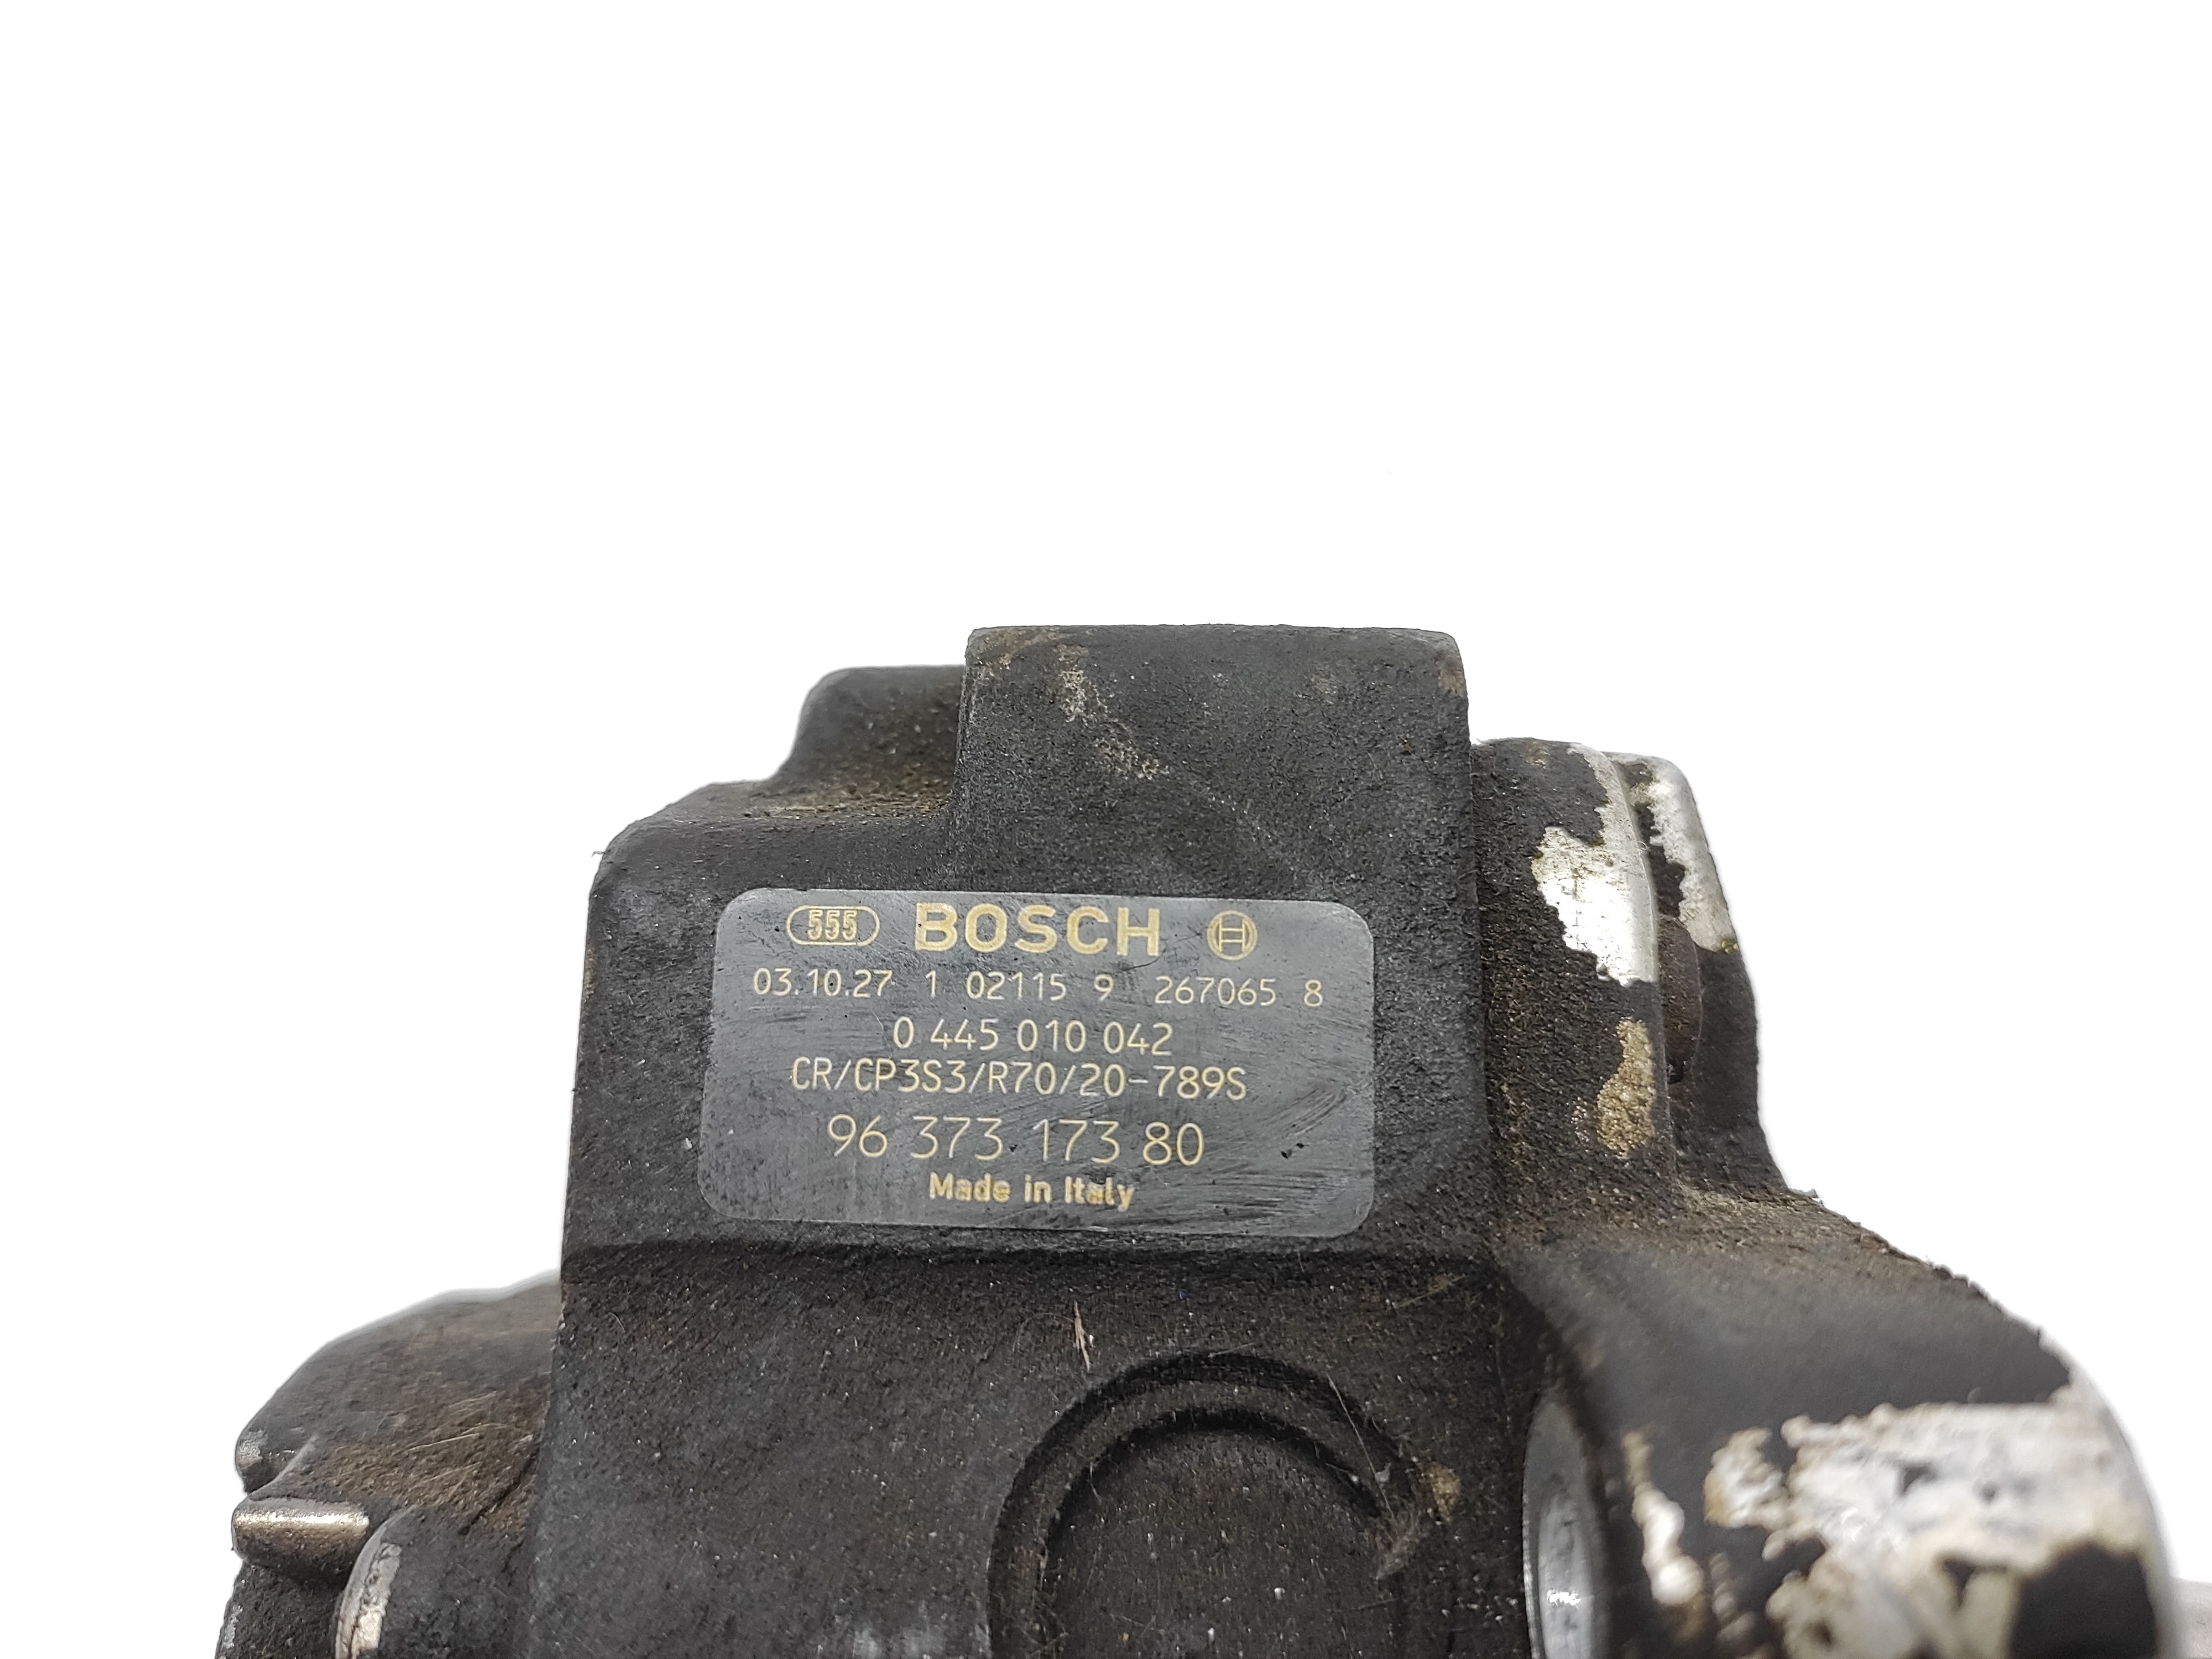 555 BOSCH
03.10.27 1 02115 9 267065 8
0 445 010 042
CR/CP3S3/R70/20-789S
96 373 173 80
Made in Italy